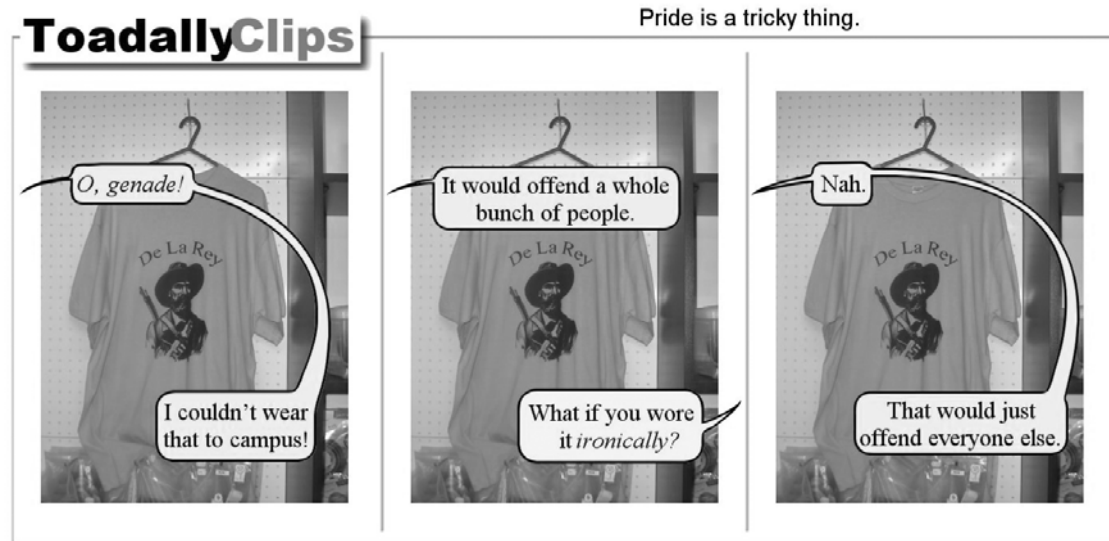 Pride is a tricky thing.
ToadallyClips
O, genade!
De La Rey
I couldn't wear
that to campus!
It would offend a whole
bunch of people.
De La Rey
What if you wore
it ironically?
Nah.
De La Rey
That would just
offend everyone else.